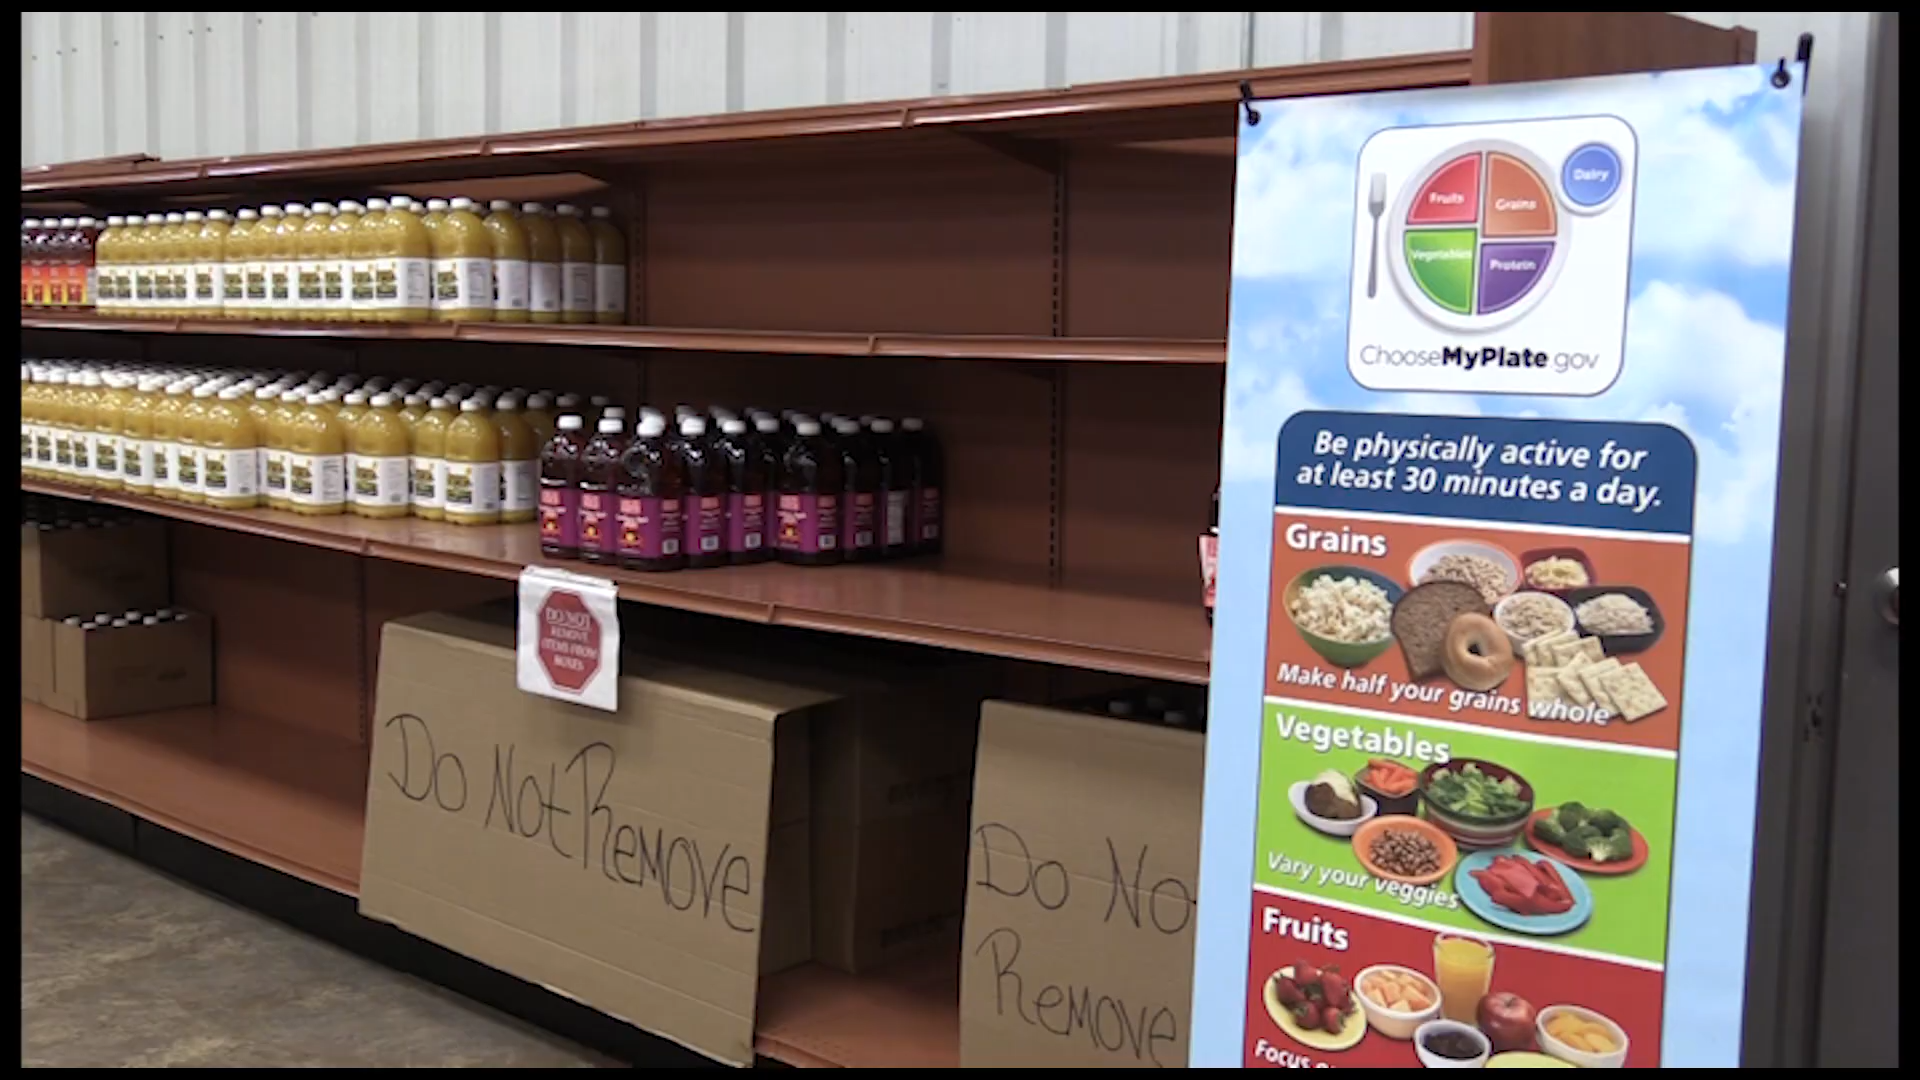 Fruits
Grains
Dairy
Vegetables
Protein
ChooseMyPlate.gov
Be physically active for
at least 30 minutes a day.
Grains
Make half your grains whole
Vegetables
Vary your veggies
Fruits
Focus
DO NOT
REMOVE
ITEMS FROM
BOXES
Do Not Remove
Do No
Remove